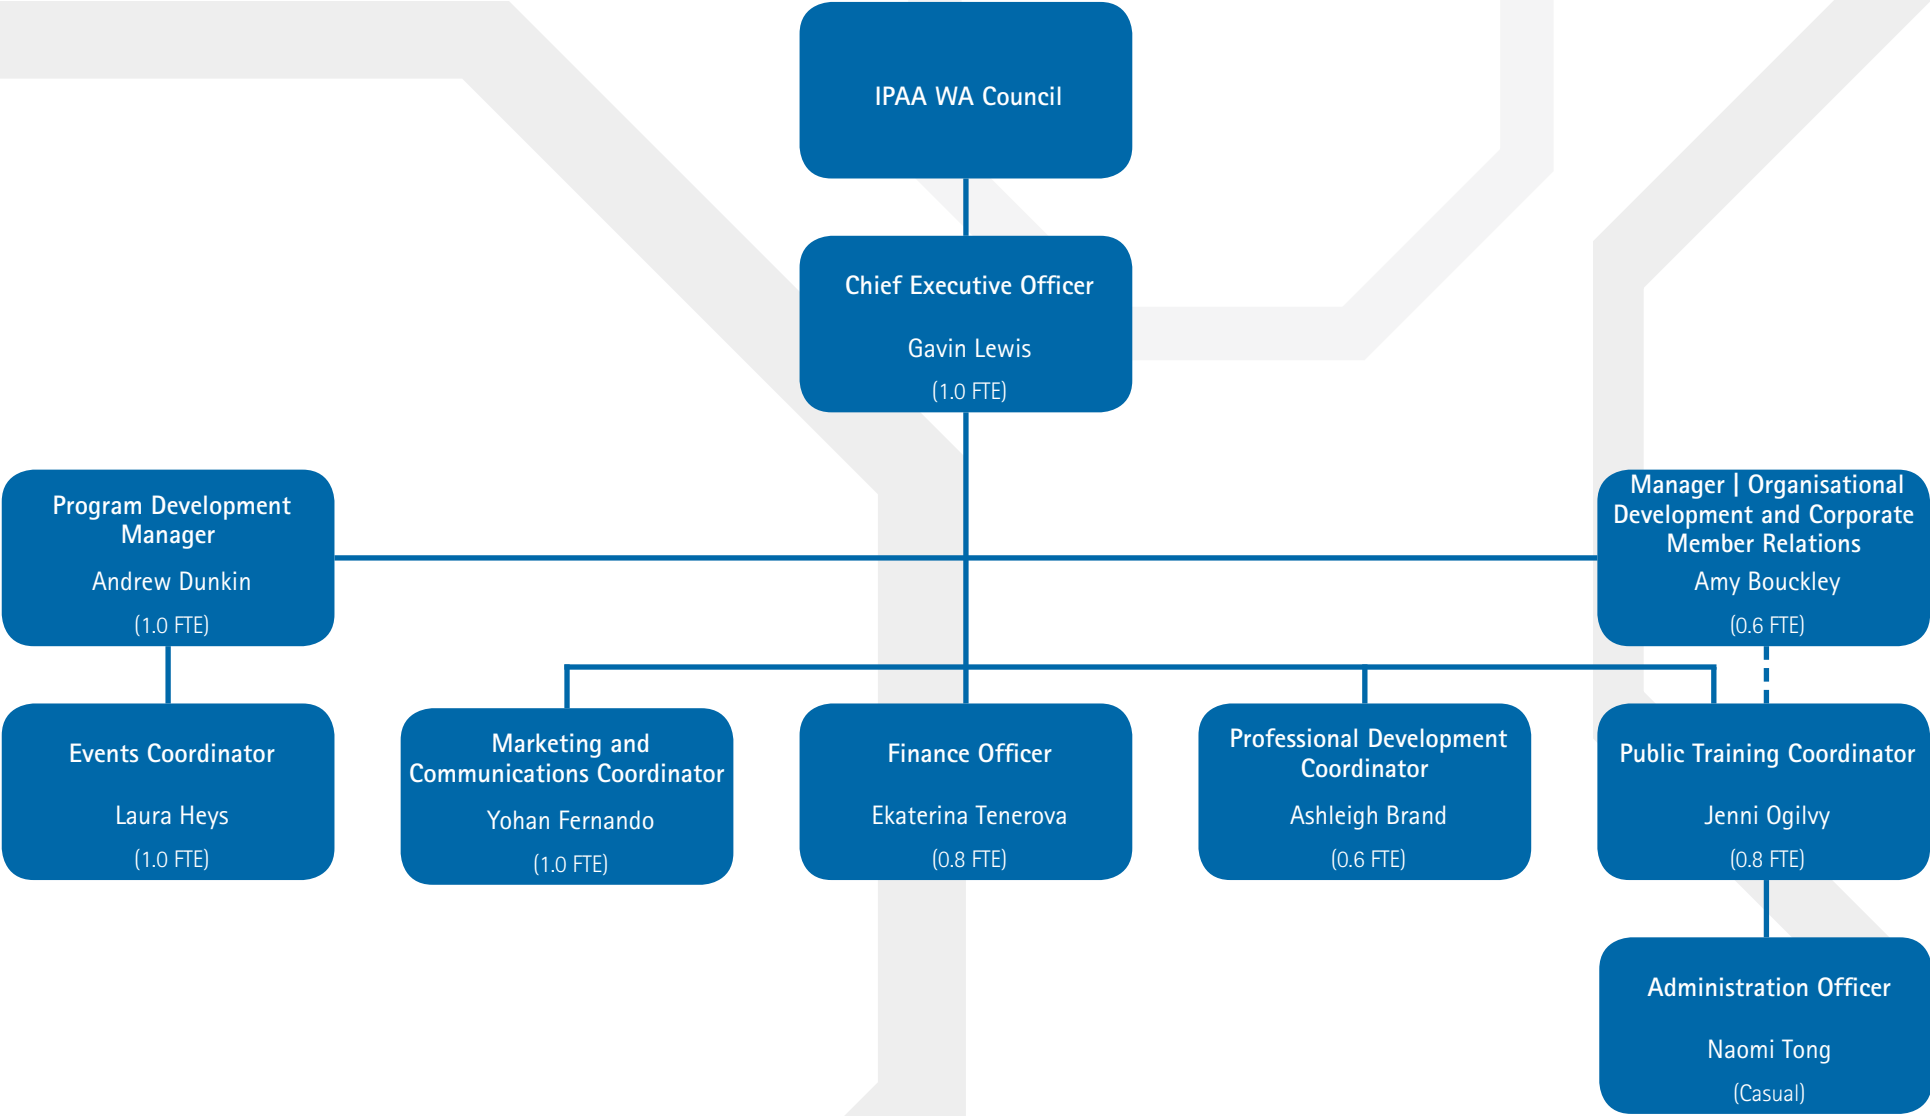 IPAA WA Council
Chief Executive Officer
Gavin Lewis
(1.0 FTE)
Program Development
Manager
Andrew Dunkin
(1.0 FTE)
Manager | Organisational
Development and Corporate
Member Relations
Amy Bouckley
(0.6 FTE)
Events Coordinator
Laura Heys
(1.0 FTE)
Marketing and
Communications Coordinator
Yohan Fernando
(1.0 FTE)
Finance Officer
Ekaterina Tenerova
(0.8 FTE)
Professional Development
Coordinator
Ashleigh Brand
(0.6 FTE)
Public Training Coordinator
Jenni Ogilvy
(0.8 FTE)
Administration Officer
Naomi Tong
(Casual)